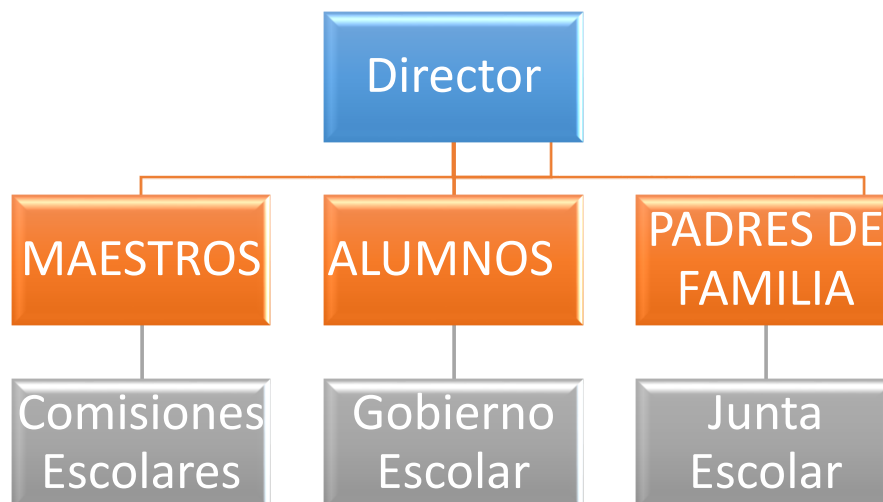 Director
MAESTROS
ALUMNOS
PADRES DE
FAMILIA
Comisiones
Escolares
Gobierno
Escolar
Junta
Escolar